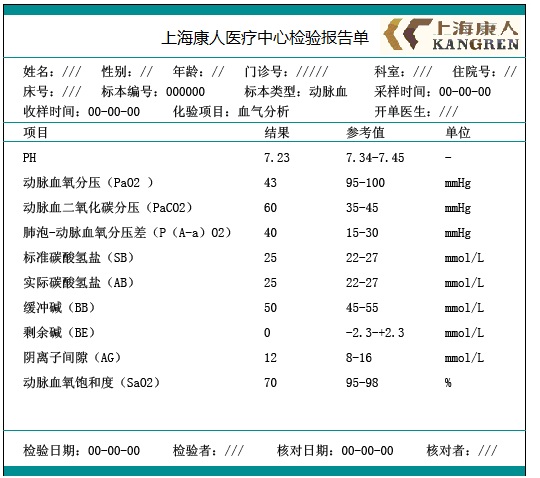 上海康人医疗中心检验报告单
上海康人
KANGREN
姓名：/// 性别：// 年龄：// 门诊号：///// 科室：/// 住院号：//
床号：/// 标本编号：000000 标本类型：动脉血 采样时间：00-00-00
收样时间：00-00-00 化验项目：血气分析 开单医生：///
项目 结果 参考值 单位
PH 7.23 7.34-7.45 -
动脉血氧分压（PaO2 ） 43 95-100 mmHg
动脉血二氧化碳分压（PaCO2） 60 35-45 mmHg
肺泡-动脉血氧分压差（P（A-a）O2） 40 15-30 mmHg
标准碳酸氢盐（SB） 25 22-27 mmol/L
实际碳酸氢盐（AB） 25 22-27 mmol/L
缓冲碱（BB） 50 45-55 mmol/L
剩余碱（BE） 0 -2.3-+2.3 mmol/L
阴离子间隙（AG） 12 8-16 mmol/L
动脉血氧饱和度（SaO2） 70 95-98 %
检验日期：00-00-00 检验者：/// 核对日期：00-00-00 核对者：///